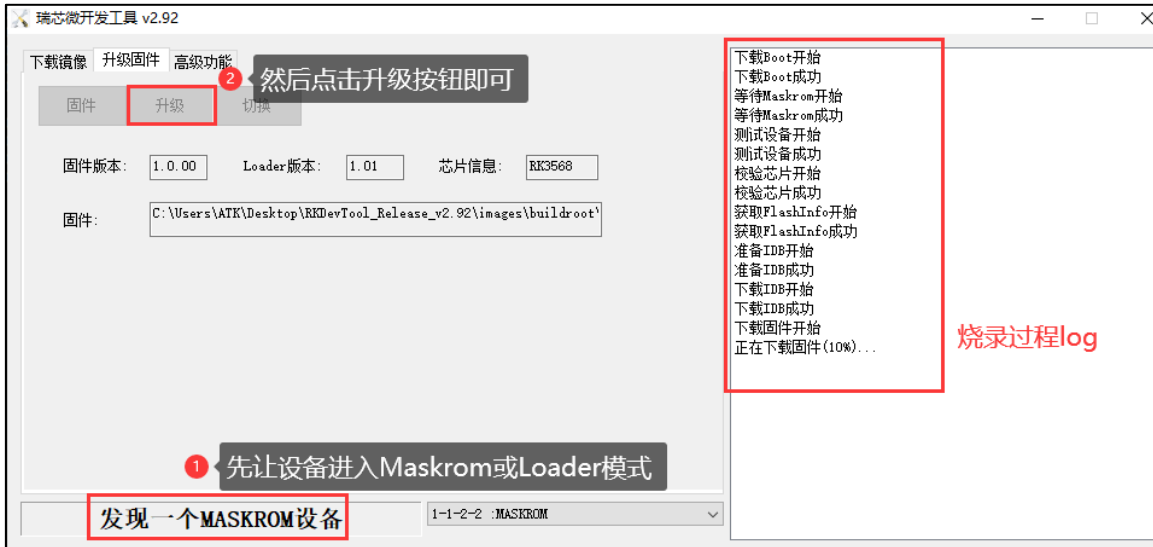 瑞芯微开发工具 v2.92
下载镜像 升级固件 高级功能
2 然后点击升级按钮即可
固件 升级 切换
固件版本: 1.0.00 Loader版本: 1.01 芯片信息: RK3568
固件: C:\Users\ATK\Desktop\RKDevTool_Release_v2.92\images\buildroot\
1 先让设备进入Maskrom或Loader模式
发现一个MASKROM设备 1-1-2-2 :MASKROM
下载Boot开始
下载Boot成功
等待Maskrom开始
等待Maskrom成功
测试设备开始
测试设备成功
校验芯片开始
校验芯片成功
获取FlashInfo开始
获取FlashInfo成功
准备IDB开始
准备IDB成功
下载IDB开始
下载IDB成功
下载固件开始
正在下载固件(10%)...
烧录过程log